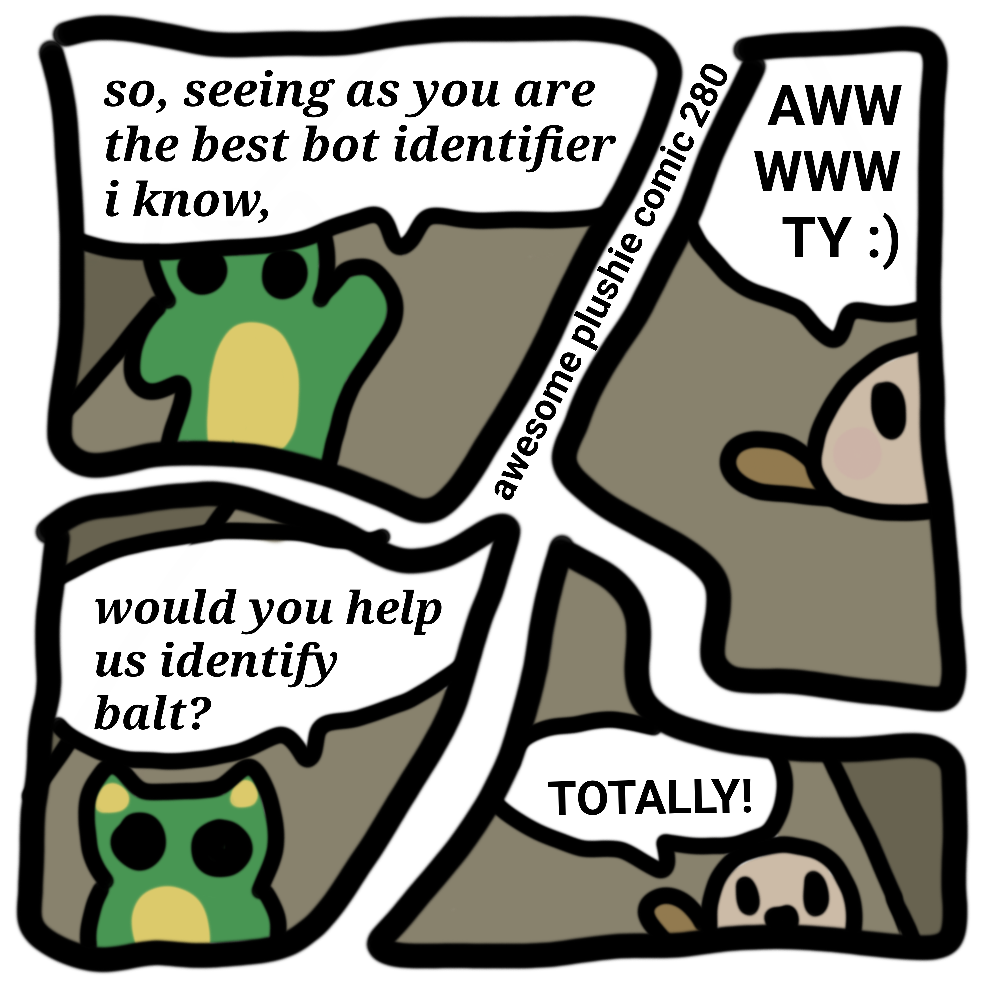 so, seeing as you are
the best bot identifier
i know,
awesome plushie comic 280
AWW
WWW
TY :)
would you help
us identify
balt?
TOTALLY!